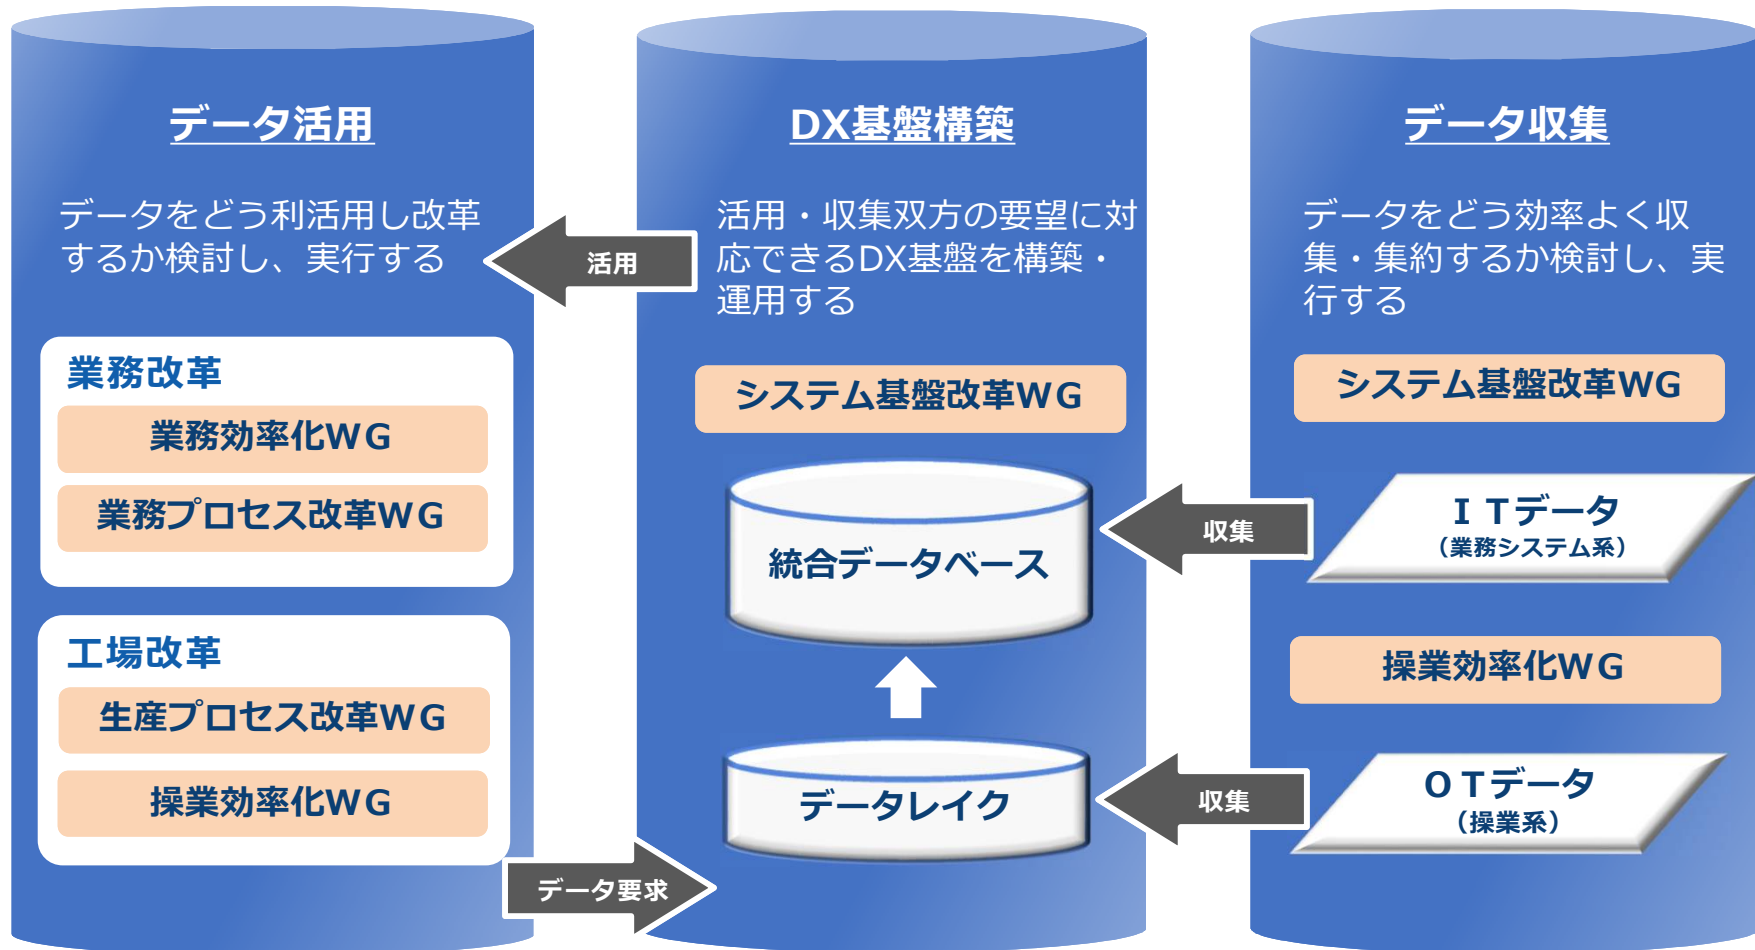 データ活用
データをどう利活用し改革
するか検討し、実行する
業務改革
業務効率化WG
業務プロセス改革WG
工場改革
生産プロセス改革WG
操業効率化WG
活用
データ要求
DX基盤構築
活用・収集双方の要望に対
応できるDX基盤を構築・
運用する
システム基盤改革WG
統合データベース
データレイク
収集
収集
データ収集
データをどう効率よく収
集・集約するか検討し、実
行する
システム基盤改革WG
ＩＴデータ
（業務システム系）
操業効率化WG
ＯＴデータ
（操業系）